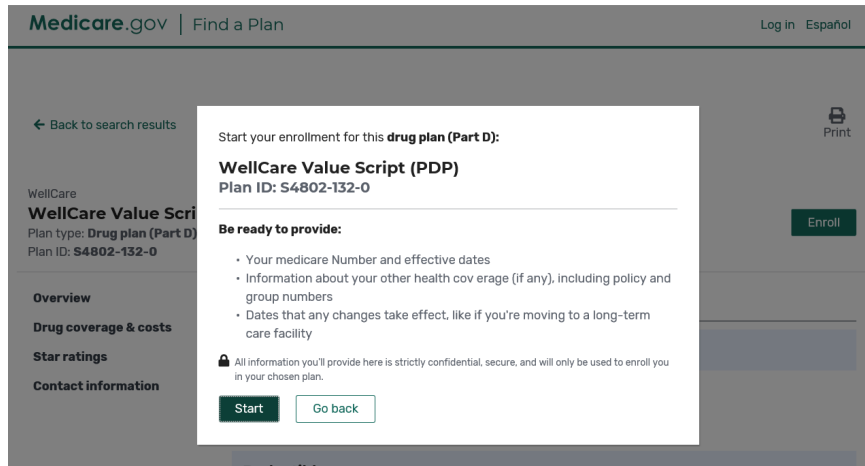 Medicare.gov | Find a Plan
Log in Español
← Back to search results
Print
WellCare
WellCare Value Scri
Plan type: Drug plan (Part D)
Plan ID: S4802-132-0
Enroll
Overview
Drug coverage & costs
Star ratings
Contact information
Start your enrollment for this drug plan (Part D):
WellCare Value Script (PDP)
Plan ID: S4802-132-0
Be ready to provide:
• Your medicare Number and effective dates
• Information about your other health cov erage (if any), including policy and
group numbers
• Dates that any changes take effect, like if you're moving to a long-term
care facility
All information you'll provide here is strictly confidential, secure, and will only be used to enroll you
in your chosen plan.
Start
Go back